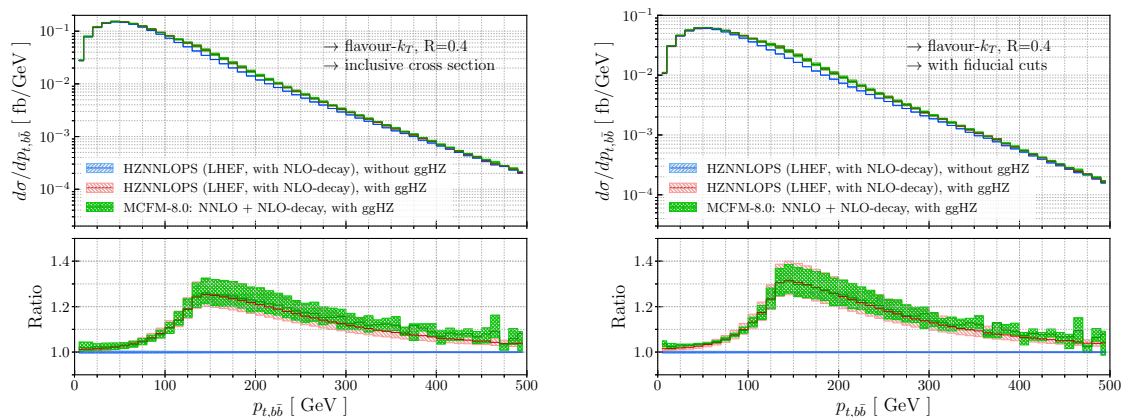 10⁻¹
10⁻²
10⁻³
10⁻⁴
dσ/dp_{t,bb̄} [ fb/GeV ]
→ flavour-k_T, R=0.4
→ inclusive cross section
HZNNLOPS (LHEF, with NLO-decay), without ggHZ
HZNNLOPS (LHEF, with NLO-decay), with ggHZ
MCFM-8.0: NNLO + NLO-decay, with ggHZ
1.4
1.2
1.0
Ratio
0 100 200 300 400 500
p_{t,bb̄} [ GeV ]
10⁻¹
10⁻²
10⁻³
10⁻⁴
dσ/dp_{t,bb̄} [ fb/GeV ]
→ flavour-k_T, R=0.4
→ with fiducial cuts
HZNNLOPS (LHEF, with NLO-decay), without ggHZ
HZNNLOPS (LHEF, with NLO-decay), with ggHZ
MCFM-8.0: NNLO + NLO-decay, with ggHZ
1.4
1.2
1.0
Ratio
0 100 200 300 400 500
p_{t,bb̄} [ GeV ]